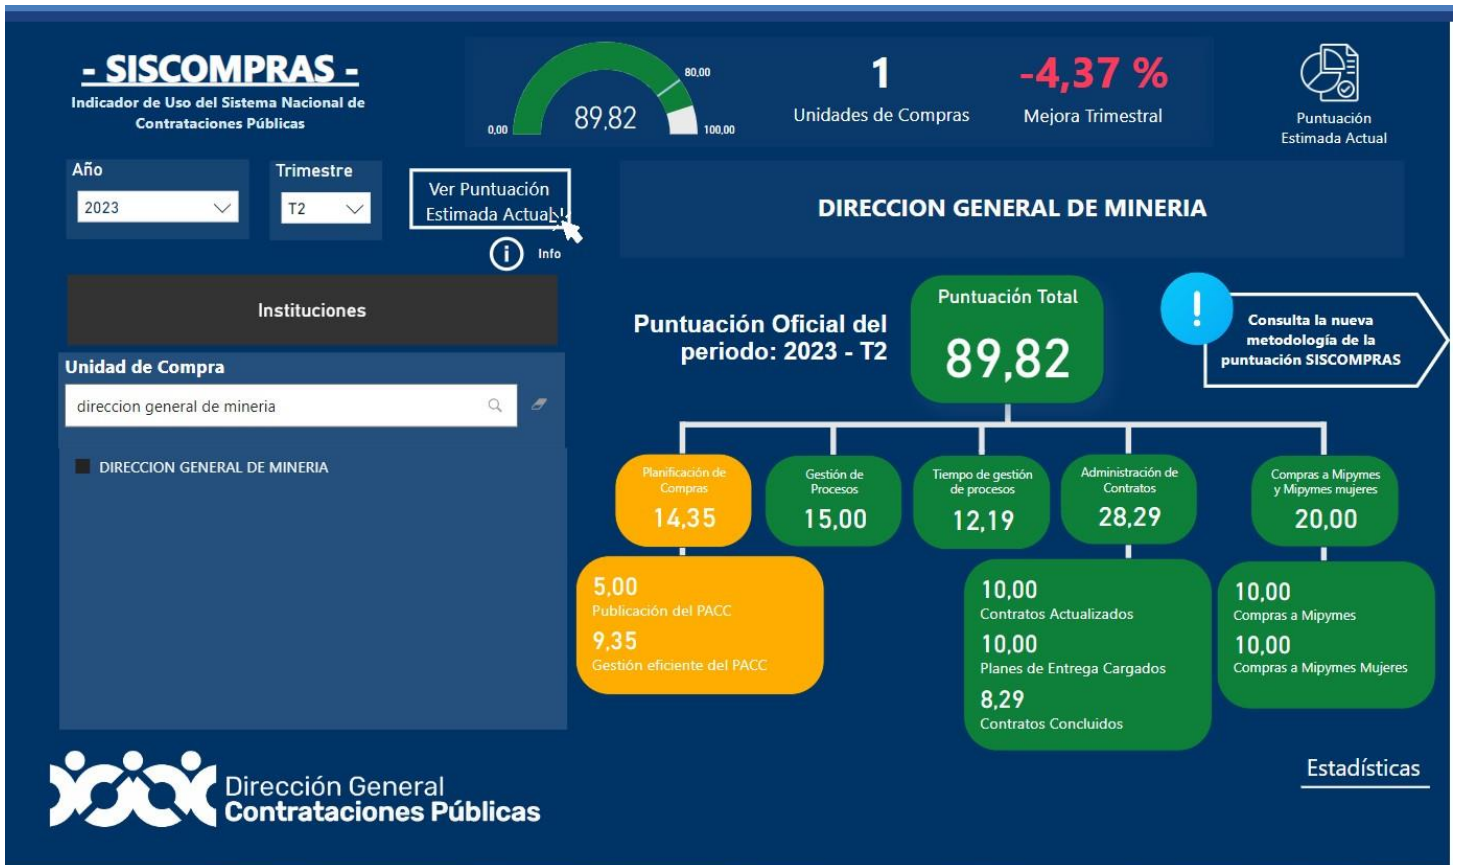 - SISCOMPRAS -
Indicador de Uso del Sistema Nacional de
Contrataciones Públicas
0,00
89,82
80,00
100,00
1
Unidades de Compras
-4,37 %
Mejora Trimestral
Puntuación
Estimada Actual
Año
2023
Trimestre
T2
Ver Puntuación
Estimada Actual
i Info
DIRECCION GENERAL DE MINERIA
Instituciones
Unidad de Compra
direccion general de mineria
DIRECCION GENERAL DE MINERIA
Puntuación Oficial del
periodo: 2023 - T2
Puntuación Total
89,82
!
Consulta la nueva
metodología de la
puntuación SISCOMPRAS
Planificación de
Compras
14,35
Gestión de
Procesos
15,00
Tiempo de gestión
de procesos
12,19
Administración de
Contratos
28,29
Compras a Mipymes
y Mipymes mujeres
20,00
5,00
Publicación del PACC
9,35
Gestión eficiente del PACC
10,00
Contratos Actualizados
10,00
Planes de Entrega Cargados
8,29
Contratos Concluidos
10,00
Compras a Mipymes
10,00
Compras a Mipymes Mujeres
Dirección General
Contrataciones Públicas
Estadísticas